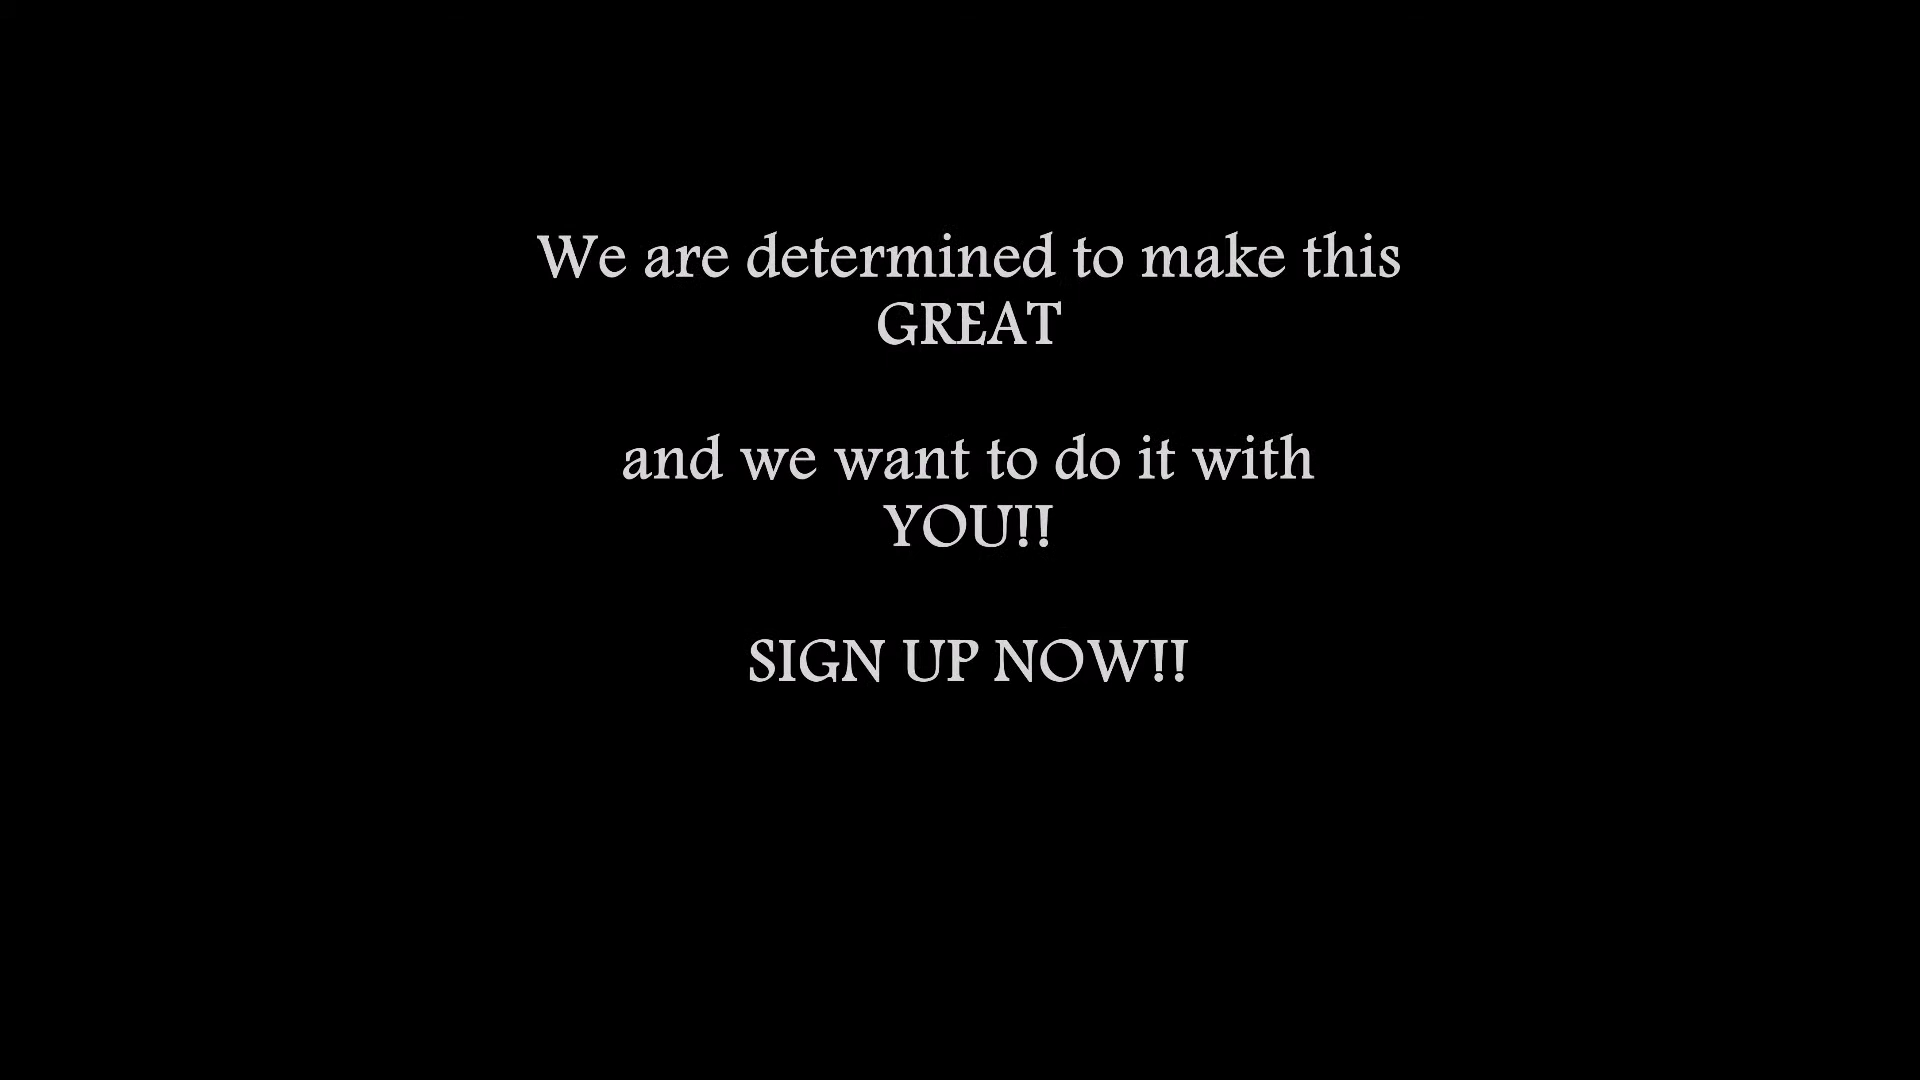 We are determined to make this
GREAT
and we want to do it with
YOU!!
SIGN UP NOW!!